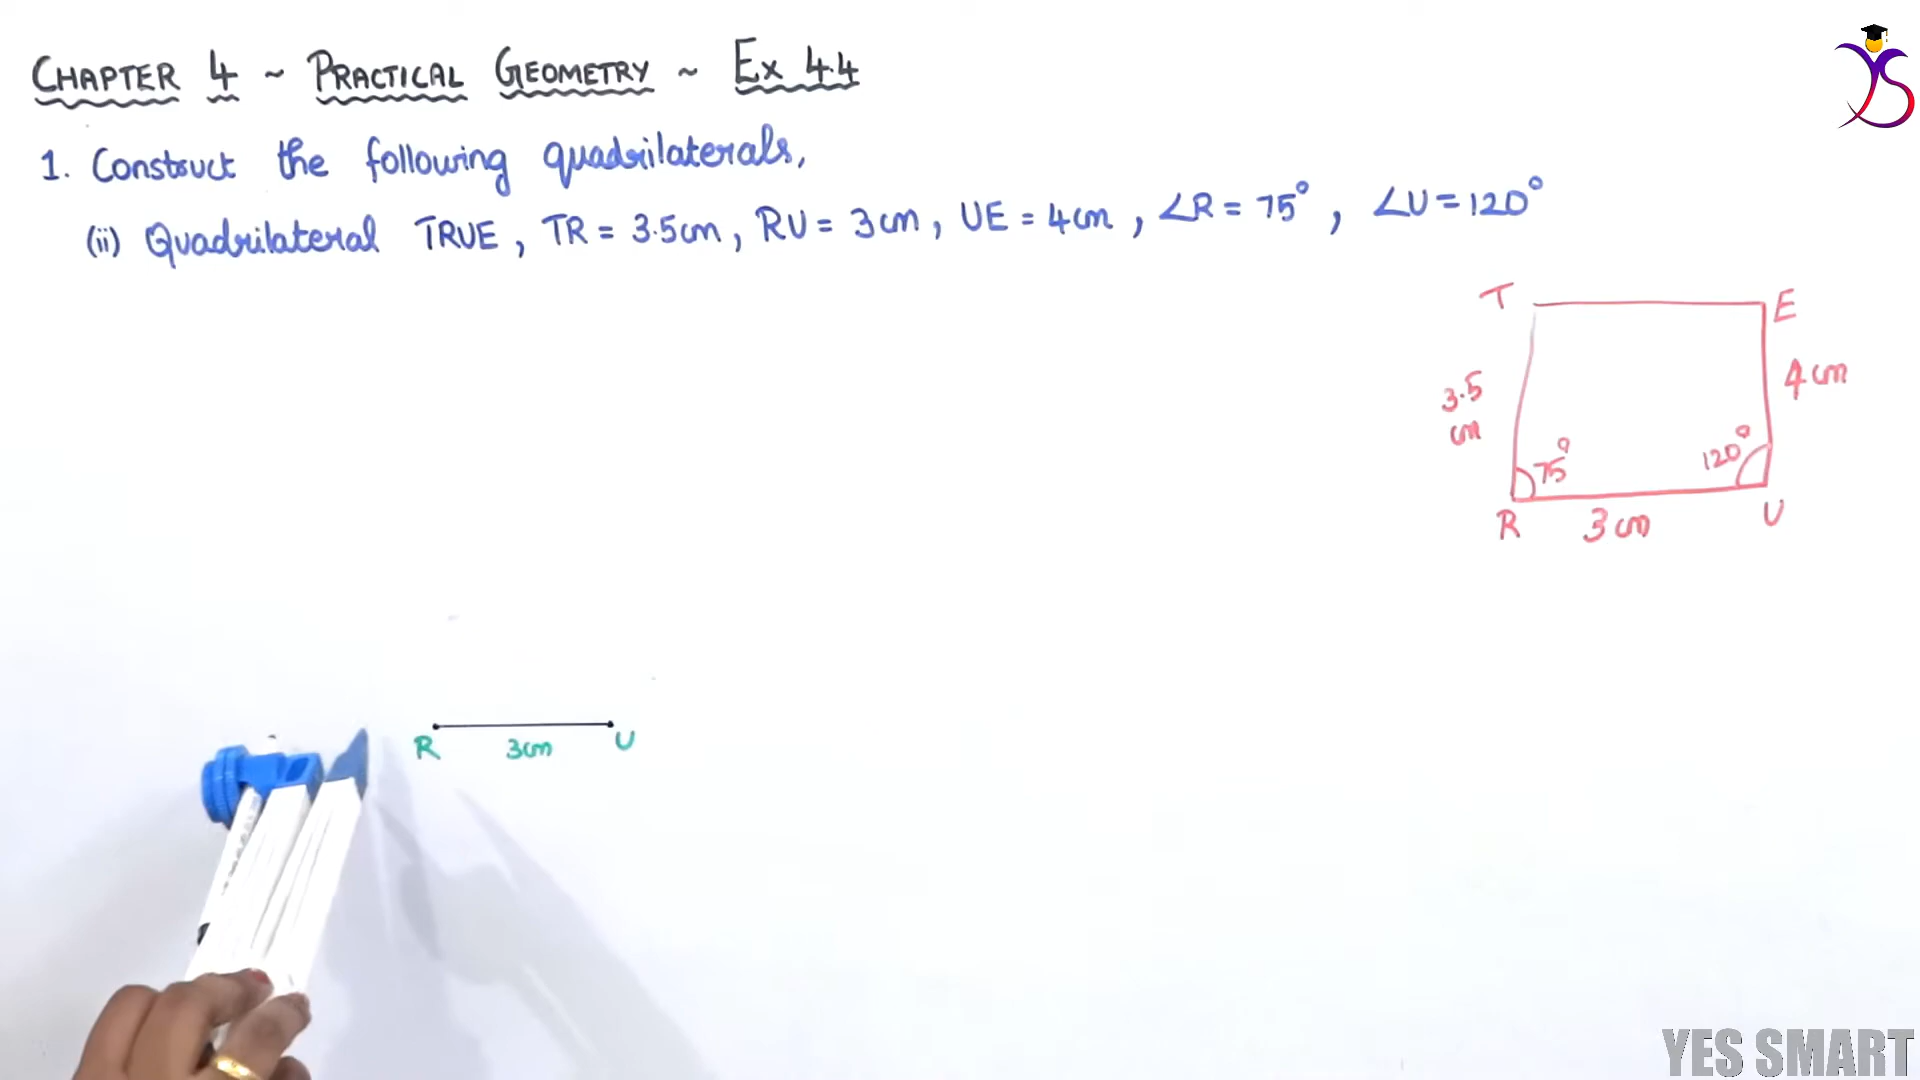 CHAPTER 4 ~ PRACTICAL GEOMETRY ~ Ex 4.4
1. Construct the following quadrilaterals,
(ii) Quadrilateral TRUE, TR = 3.5cm, RU = 3cm, UE = 4cm, ∠R = 75°, ∠U = 120°
T E
3.5 cm
4 cm
75° 120°
R 3 cm U
R 3cm U
YS
YES SMART